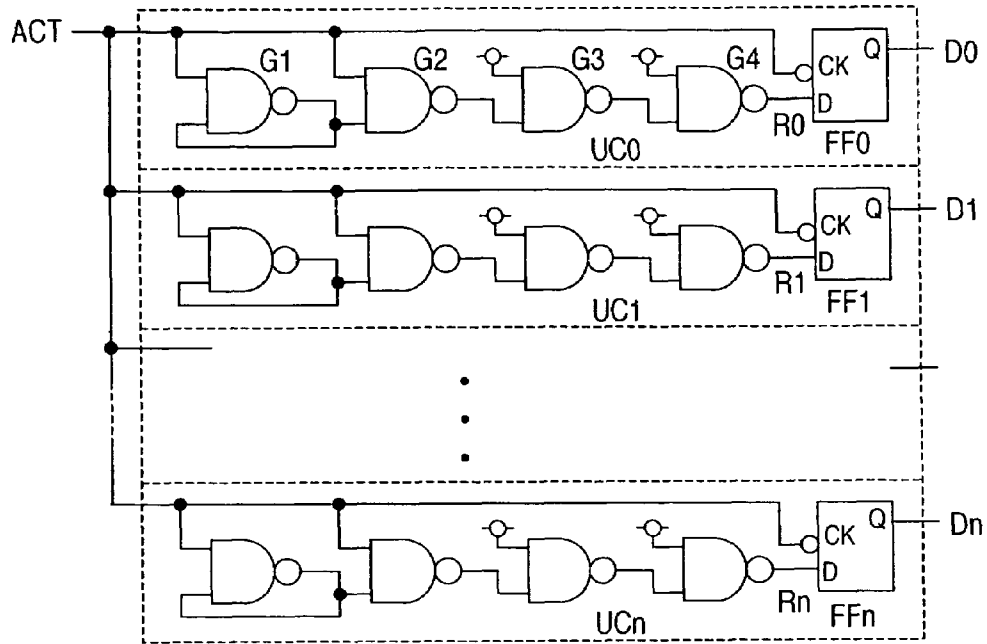 ACT
G1 G2 G3 G4
Q D0
CK
D
R0
UC0 FF0
Q D1
CK
D
R1
UC1 FF1
Q Dn
CK
D
Rn
UCn FFn